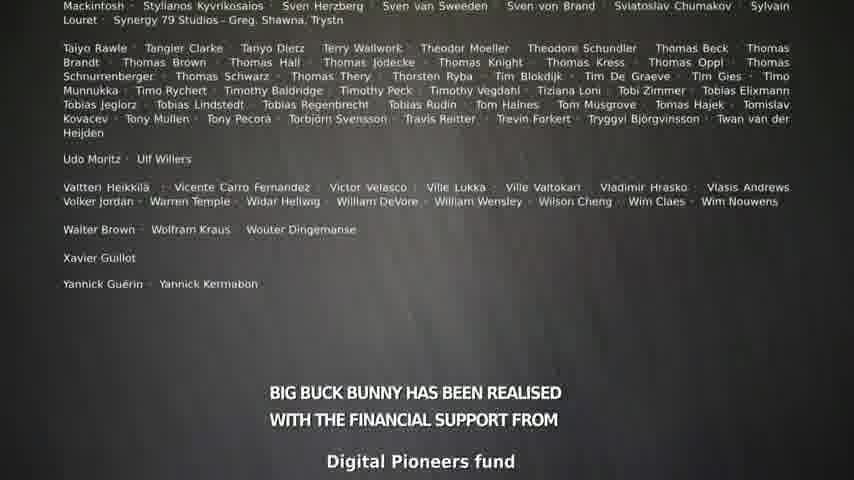 Mackintosh · Stylianos Kyvrikosaios · Sven Herzberg · Sven van Sweeden · Sven von Brand · Sviatoslav Chumakov · Sylvain
Louret · Synergy 79 Studios - Greg, Shawna, Trystn
Taiyo Rawle · Tangier Clarke · Tanyo Dietz · Terry Wallwork · Theodor Moeller · Theodore Schundler · Thomas Beck · Thomas
Brandt · Thomas Brown · Thomas Hall · Thomas Jödecke · Thomas Knight · Thomas Kress · Thomas Oppl · Thomas
Schnurrenberger · Thomas Schwarz · Thomas Thery · Thorsten Ryba · Tim Blokdijk · Tim De Graeve · Tim Gies · Timo
Munnukka · Timo Rychert · Timothy Baldridge · Timothy Peck · Timothy Vegdahl · Tiziana Loni · Tobi Zimmer · Tobias Elixmann
Tobias Jeglorz · Tobias Lindstedt · Tobias Regenbrecht · Tobias Rudin · Tom Haines · Tom Musgrove · Tomas Hajek · Tomislav
Kovacev · Tony Mullen · Tony Pecora · Torbjörn Svensson · Travis Reitter · Trevin Forkert · Tryggvi Björgvinsson · Twan van der
Heijden
Udo Moritz · Ulf Willers
Valtteri Heikkilä · Vicente Carro Fernandez · Victor Velasco · Ville Lukka · Ville Valtokari · Vladimir Hrasko · Vlasis Andrews
Volker Jordan · Warren Temple · Widar Hellwig · William DeVore · William Wensley · Wilson Cheng · Wim Claes · Wim Nouwens
Walter Brown · Wolfram Kraus · Wouter Dingemanse
Xavier Guillot
Yannick Guérin · Yannick Kermabon
BIG BUCK BUNNY HAS BEEN REALISED
WITH THE FINANCIAL SUPPORT FROM
Digital Pioneers fund